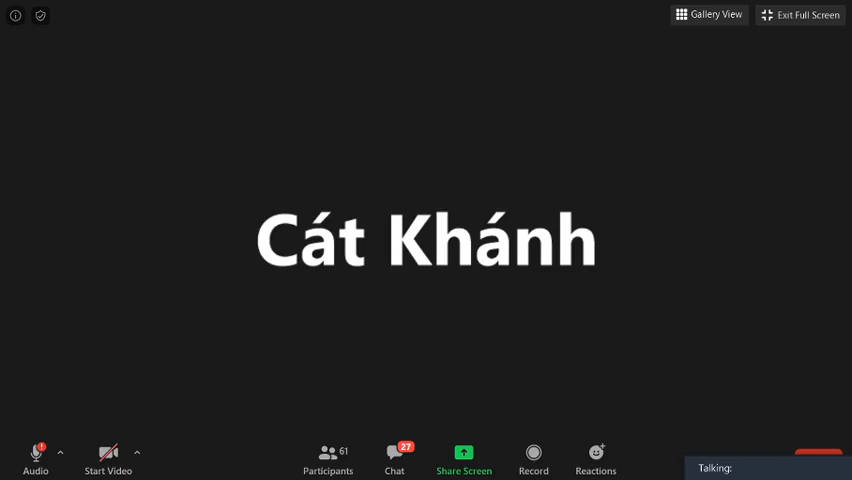 Gallery View
Exit Full Screen
Cát Khánh
61
27
Audio
Start Video
Participants
Chat
Share Screen
Record
Reactions
Talking: